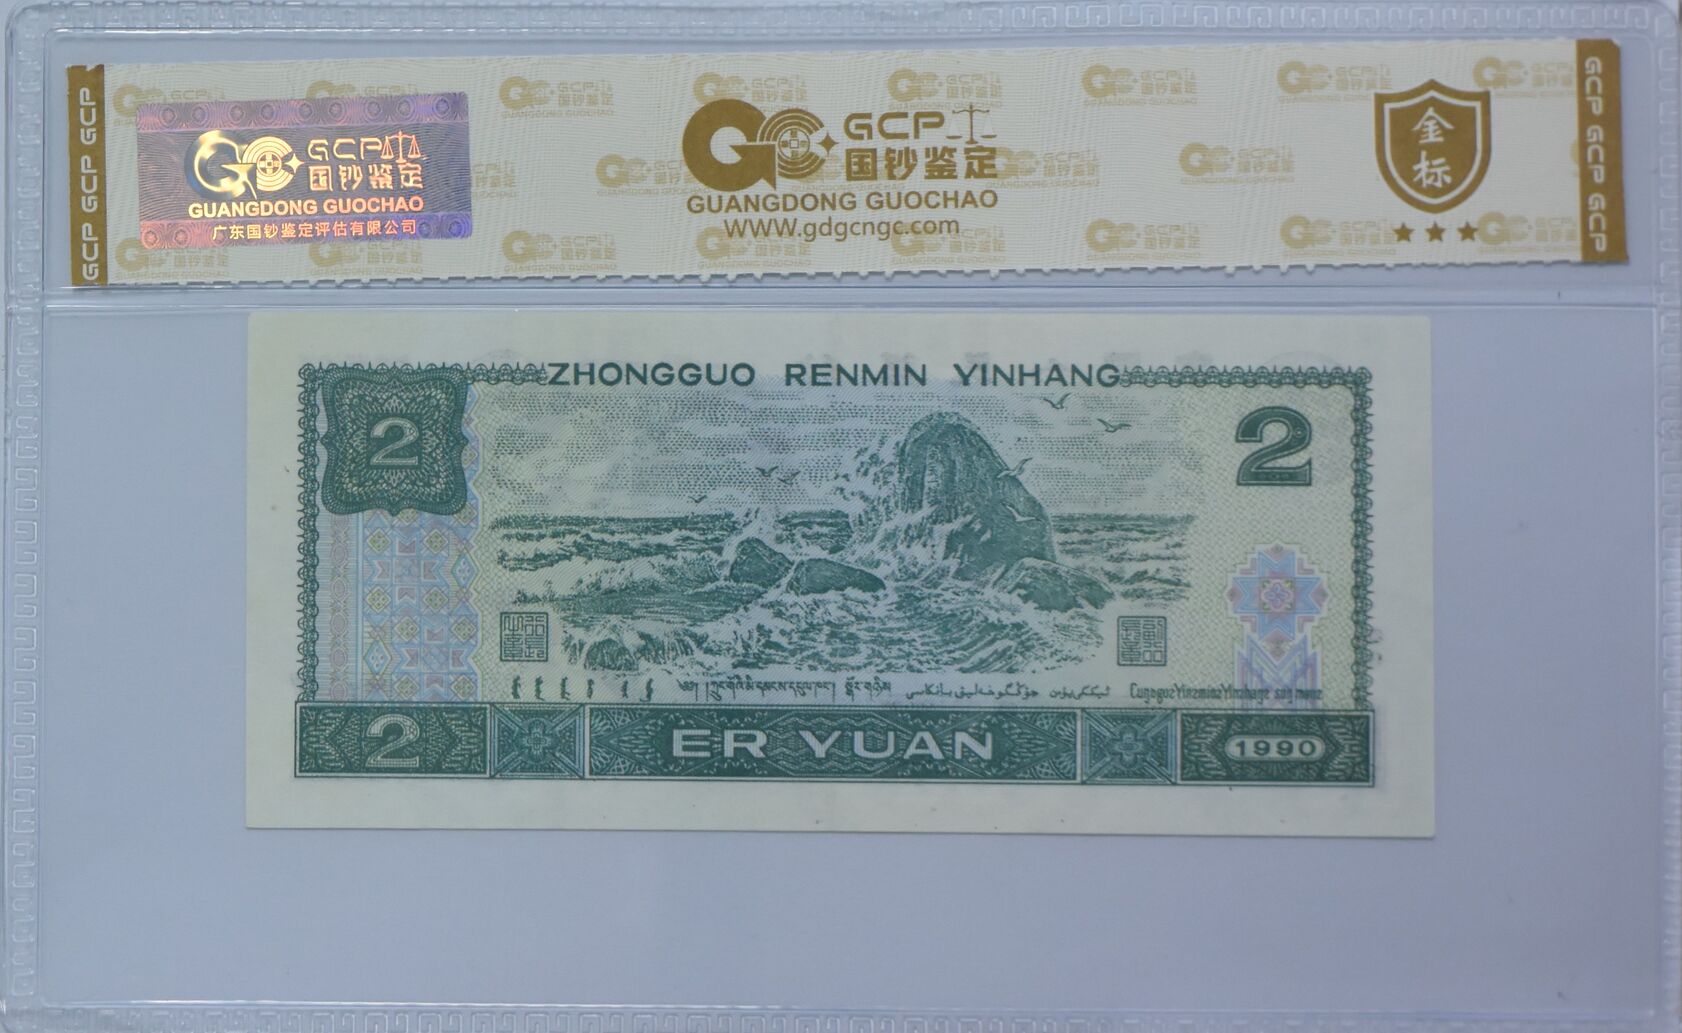 GCP GCP GCP
GCP
国钞鉴定
GUANGDONG GUOCHAO
广东国钞鉴定评估有限公司
GCP
国钞鉴定
GUANGDONG GUOCHAO
WWW.gdgcngc.com
金
标
GCP GCP GCP
ZHONGGUO RENMIN YINHANG
2
2
2
ER YUAN
1990